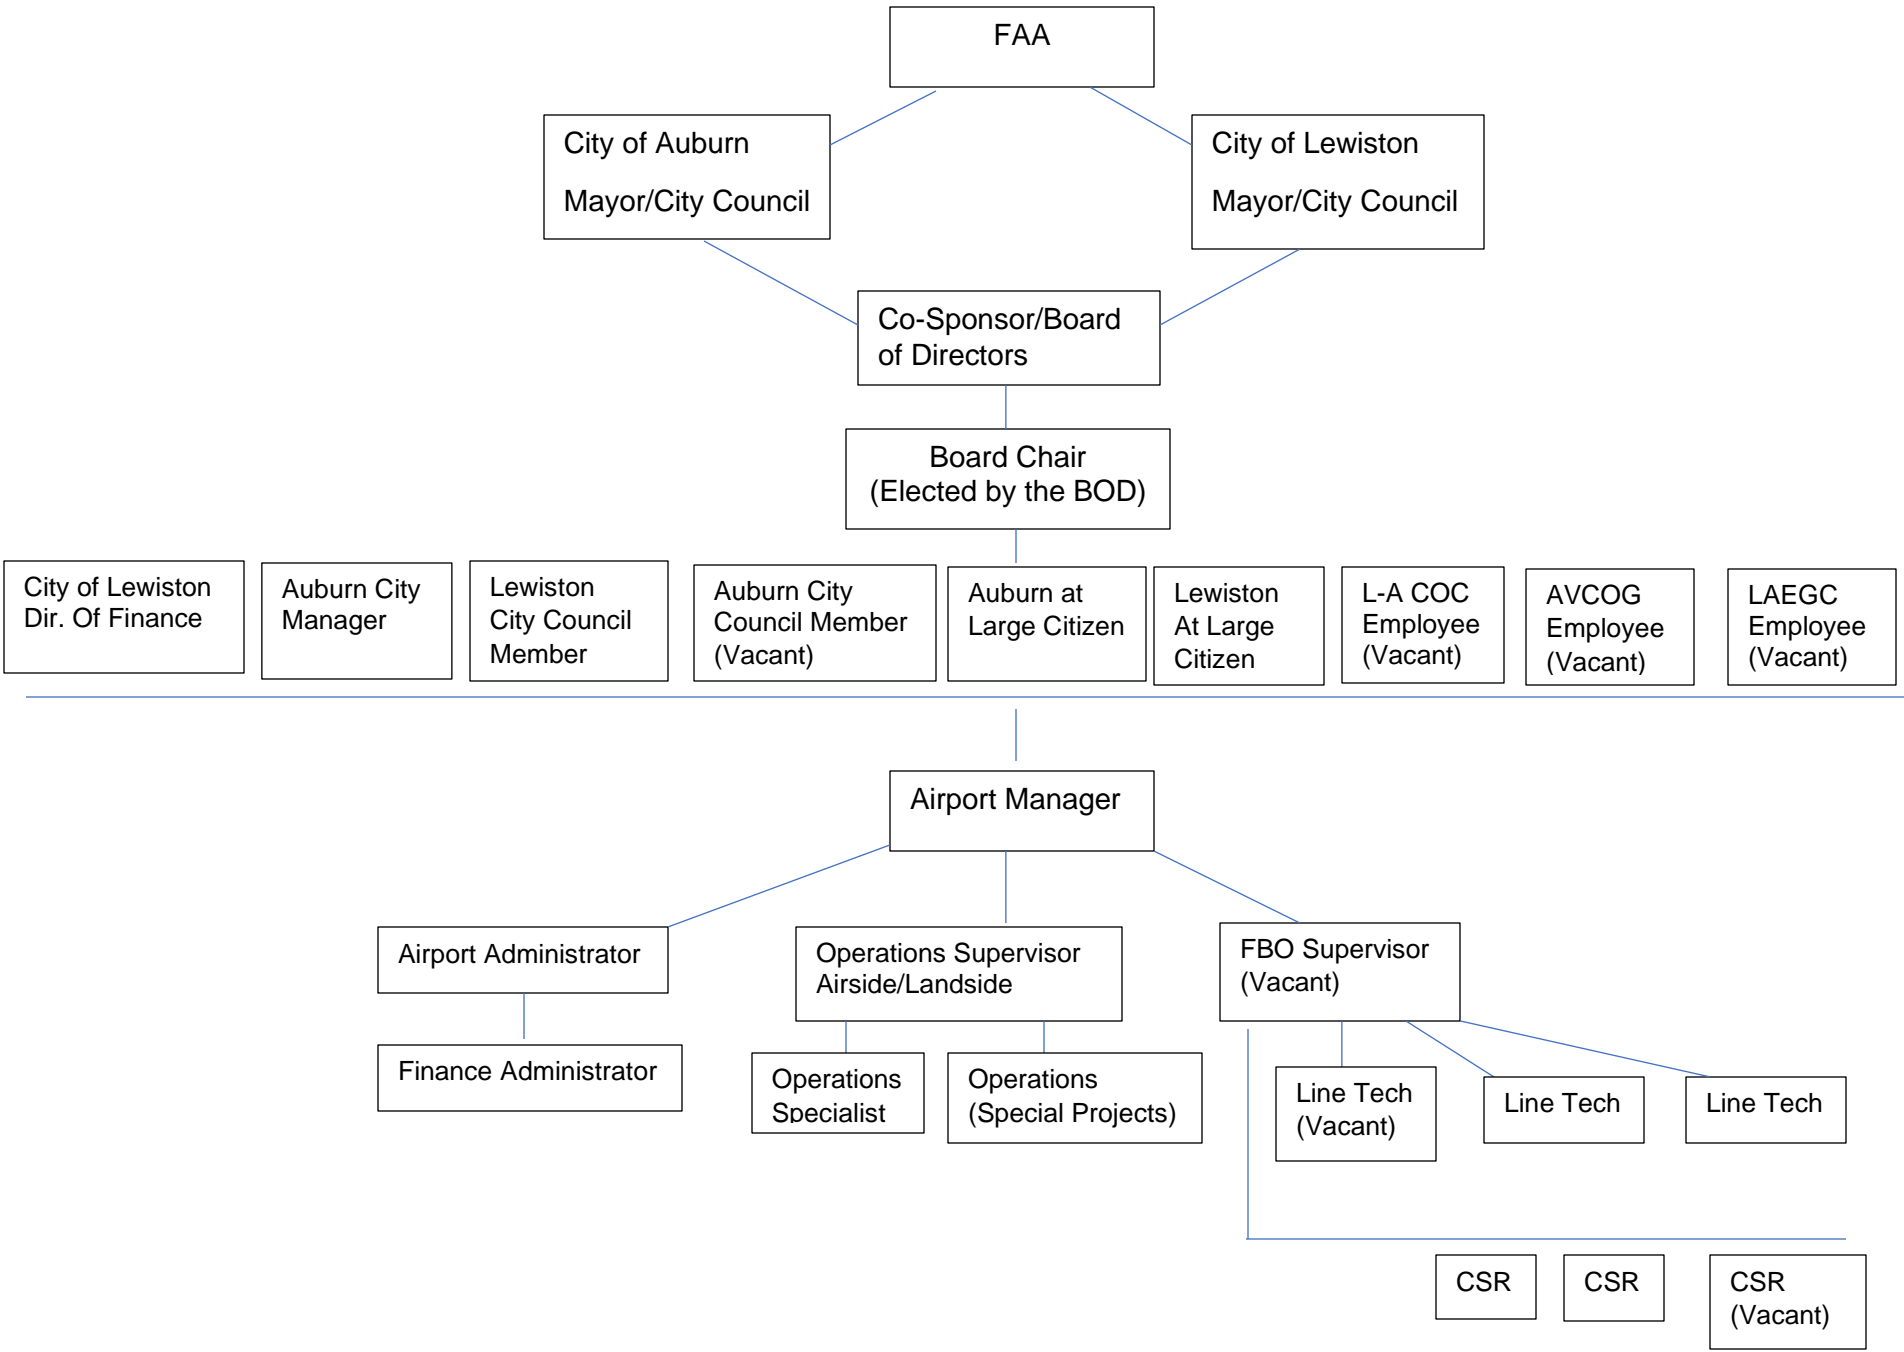 FAA
City of Auburn
Mayor/City Council
City of Lewiston
Mayor/City Council
Co-Sponsor/Board
of Directors
Board Chair
(Elected by the BOD)
City of Lewiston
Dir. Of Finance
Auburn City
Manager
Lewiston
City Council
Member
Auburn City
Council Member
(Vacant)
Auburn at
Large Citizen
Lewiston
At Large
Citizen
L-A COC
Employee
(Vacant)
AVCOG
Employee
(Vacant)
LAEGC
Employee
(Vacant)
Airport Manager
Airport Administrator
Operations Supervisor
Airside/Landside
FBO Supervisor
(Vacant)
Finance Administrator
Operations
Specialist
Operations
(Special Projects)
Line Tech
(Vacant)
Line Tech
Line Tech
CSR
CSR
CSR
(Vacant)